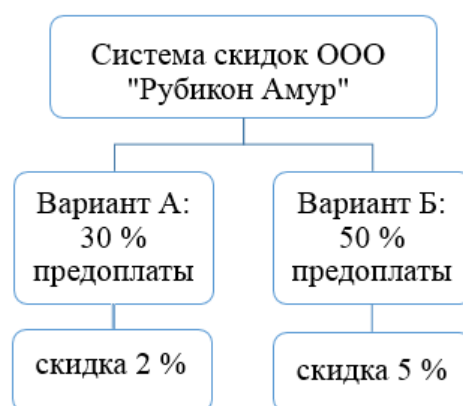 Система скидок ООО
"Рубикон Амур"
Вариант А:
30 %
предоплаты
Вариант Б:
50 %
предоплаты
скидка 2 %
скидка 5 %